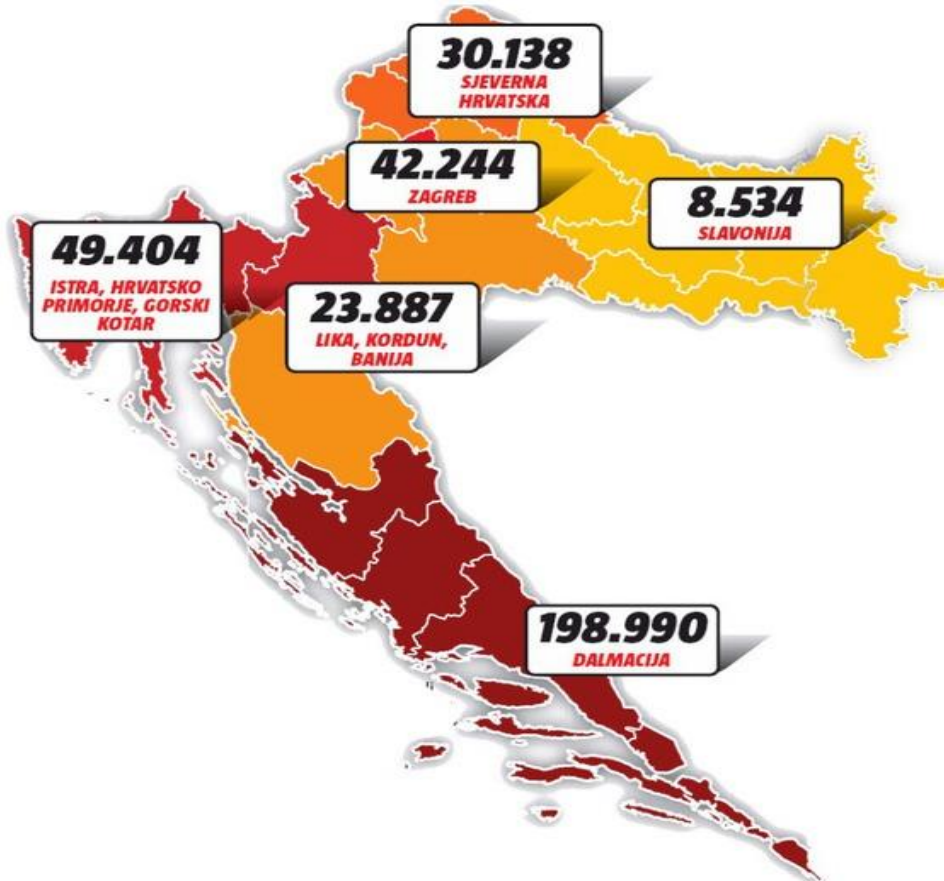 30.138
SJEVERNA
HRVATSKA
42.244
ZAGREB
8.534
SLAVONIJA
49.404
ISTRA, HRVATSKO
PRIMORJE, GORSKI
KOTAR
23.887
LIKA, KORDUN,
BANIJA
198.990
DALMACIJA